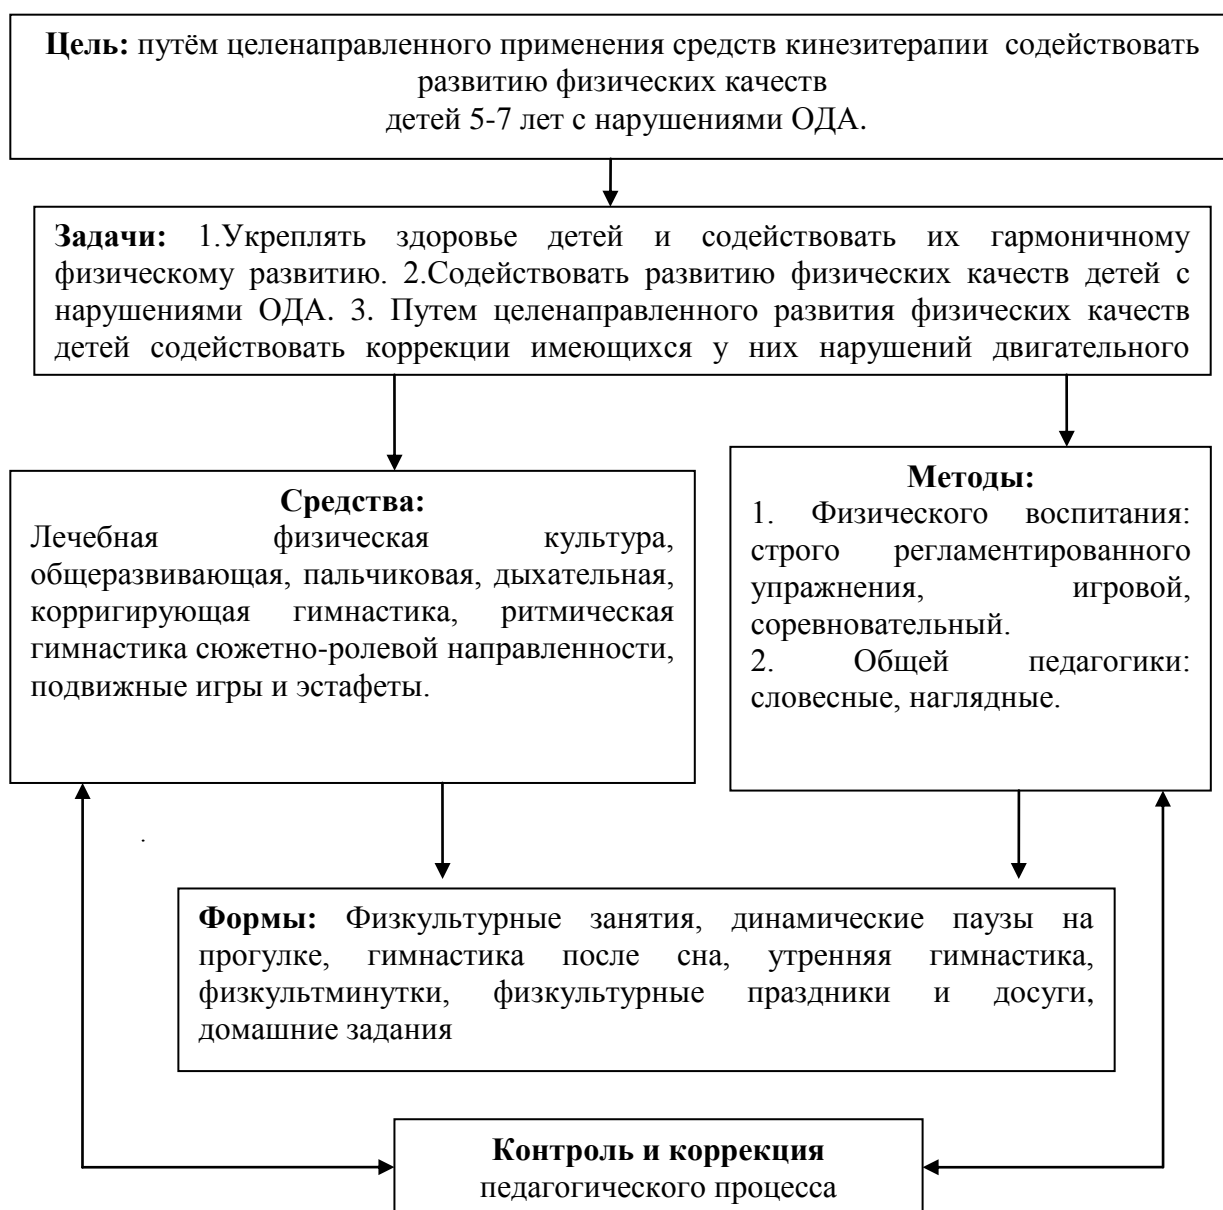 Цель: путём целенаправленного применения средств кинезитерапии содействовать
развитию физических качеств
детей 5-7 лет с нарушениями ОДА.
Задачи: 1.Укреплять здоровье детей и содействовать их гармоничному
физическому развитию. 2.Содействовать развитию физических качеств детей с
нарушениями ОДА. 3. Путем целенаправленного развития физических качеств
детей содействовать коррекции имеющихся у них нарушений двигательного
Средства:
Лечебная физическая культура,
общеразвивающая, пальчиковая, дыхательная,
корригирующая гимнастика, ритмическая
гимнастика сюжетно-ролевой направленности,
подвижные игры и эстафеты.
Методы:
1. Физического воспитания:
строго регламентированного
упражнения, игровой,
соревновательный.
2. Общей педагогики:
словесные, наглядные.
Формы: Физкультурные занятия, динамические паузы на
прогулке, гимнастика после сна, утренняя гимнастика,
физкультминутки, физкультурные праздники и досуги,
домашние задания
Контроль и коррекция
педагогического процесса